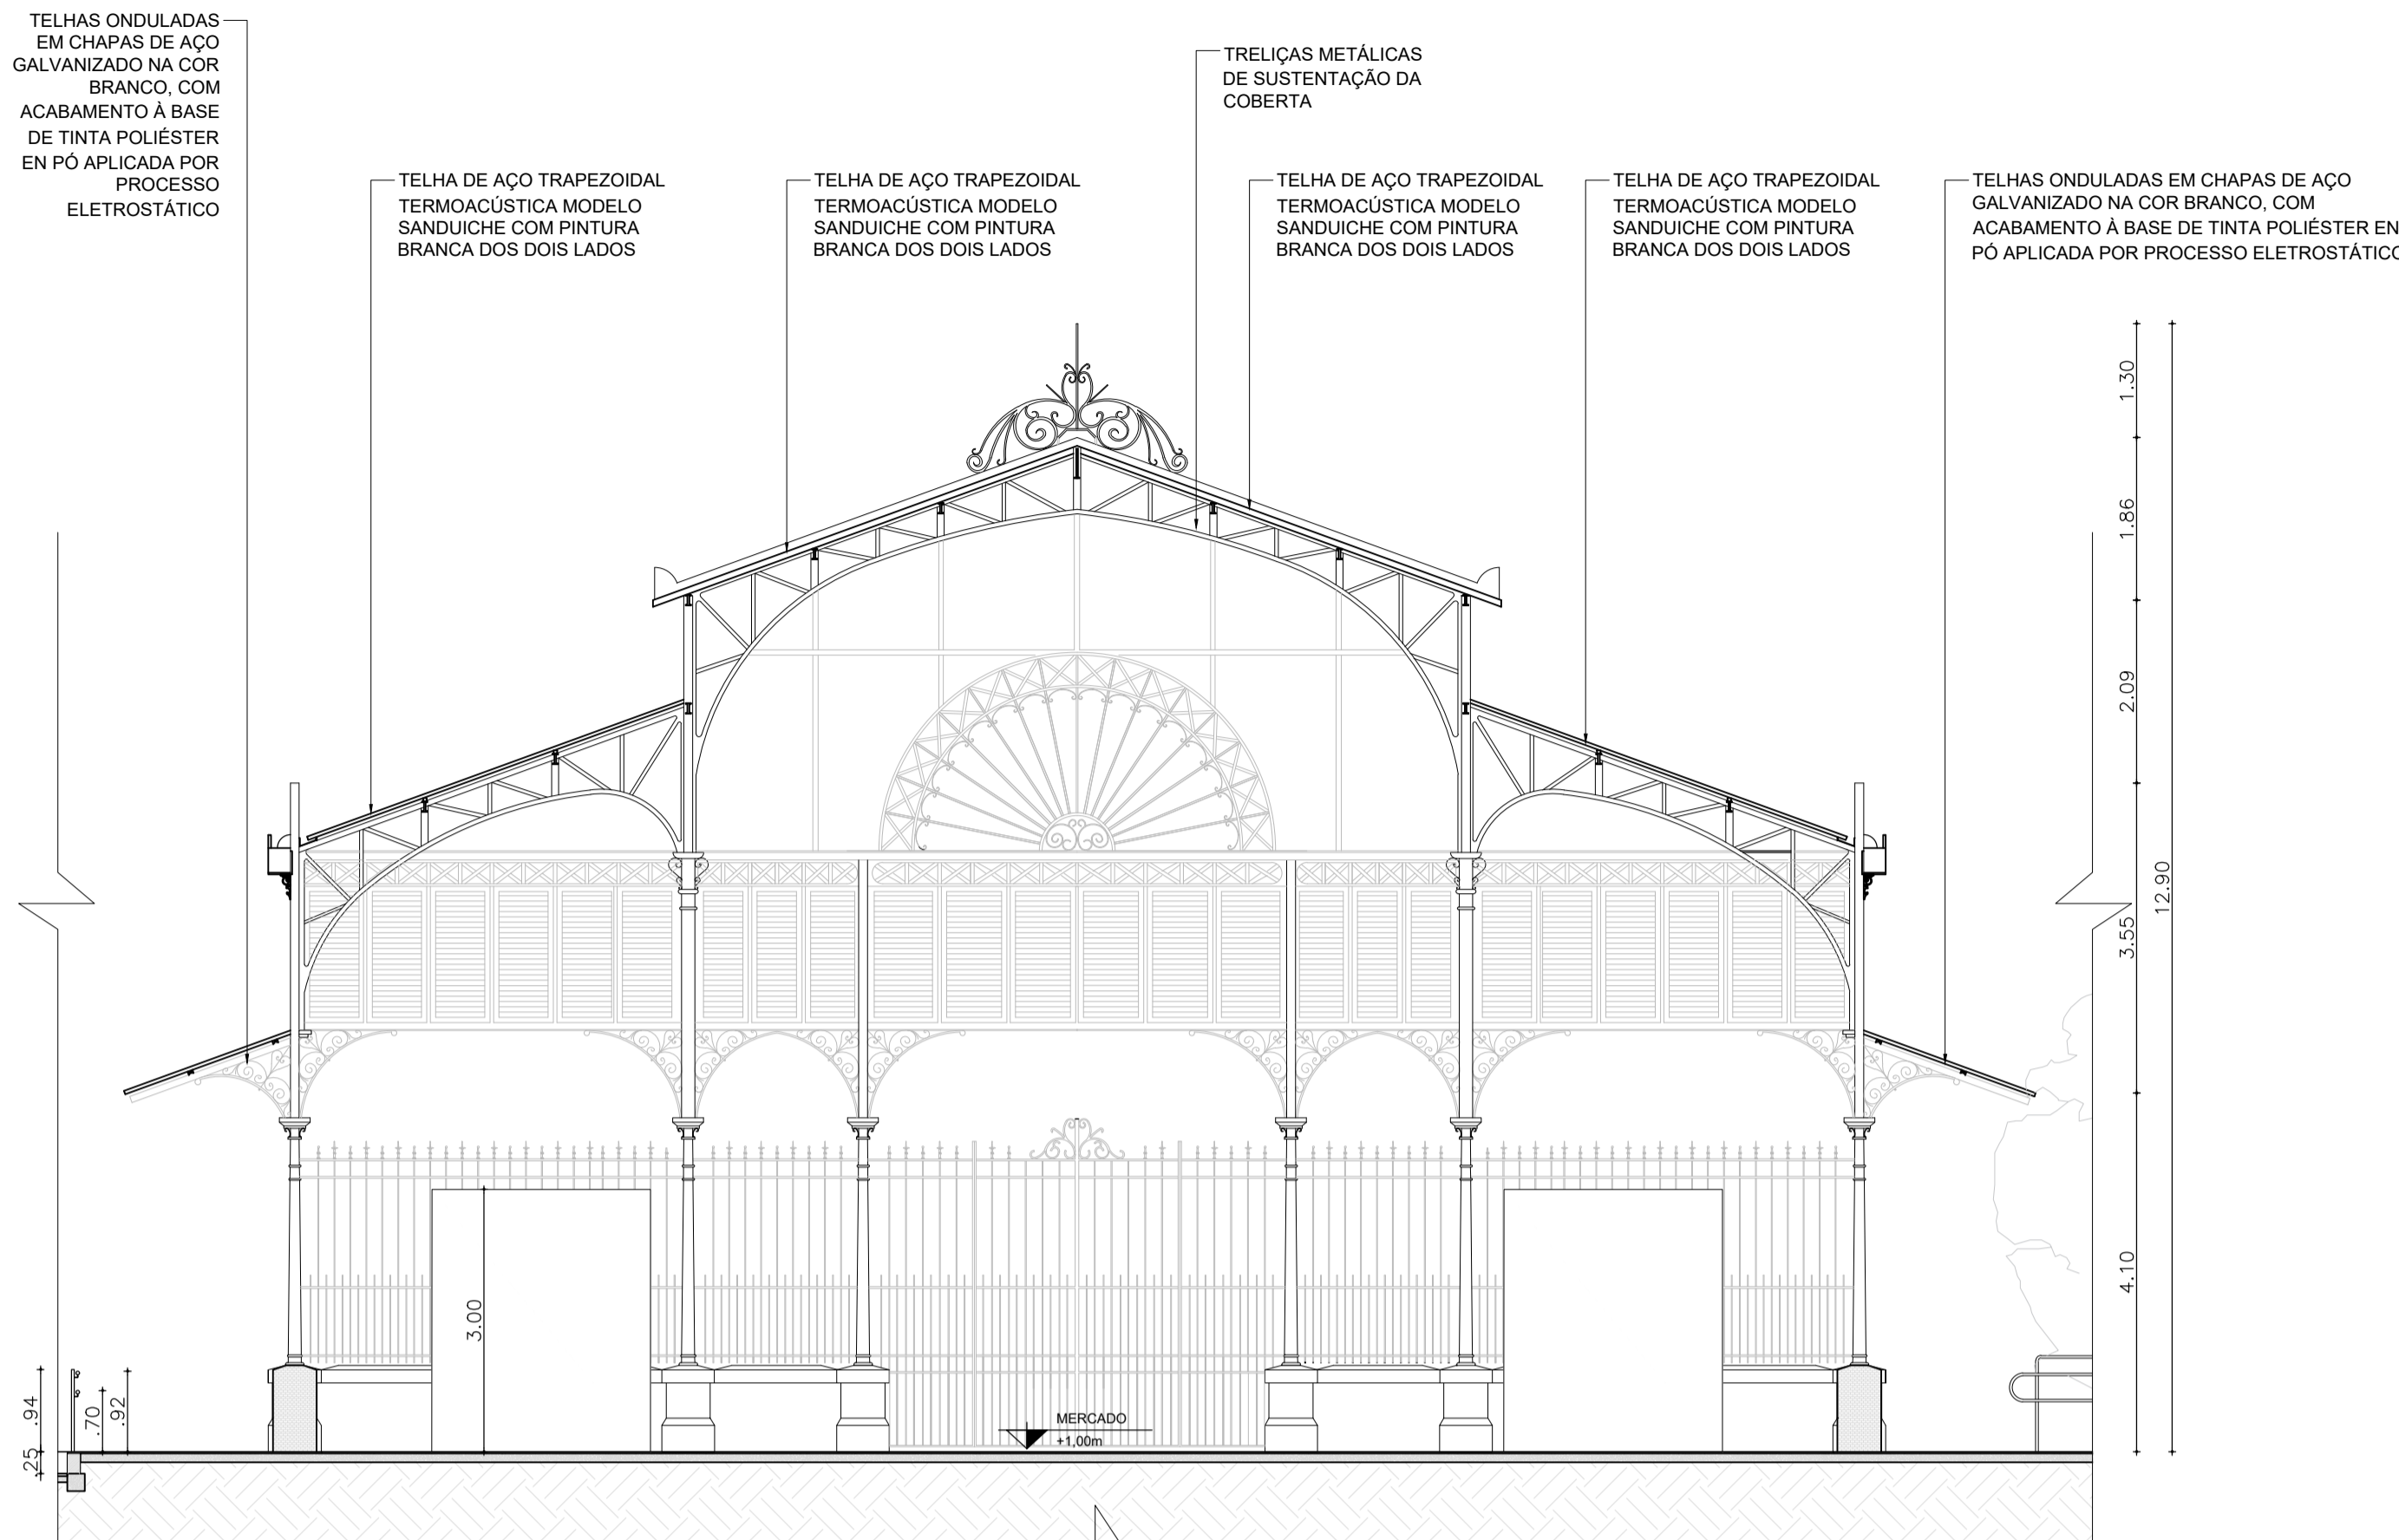 TELHAS ONDULADAS
EM CHAPAS DE AÇO
GALVANIZADO NA COR
BRANCO, COM
ACABAMENTO À BASE
DE TINTA POLIÉSTER
EN PÓ APLICADA POR
PROCESSO
ELETROSTÁTICO
TRELIÇAS METÁLICAS
DE SUSTENTAÇÃO DA
COBERTA
TELHA DE AÇO TRAPEZOIDAL
TERMOACÚSTICA MODELO
SANDUICHE COM PINTURA
BRANCA DOS DOIS LADOS
TELHA DE AÇO TRAPEZOIDAL
TERMOACÚSTICA MODELO
SANDUICHE COM PINTURA
BRANCA DOS DOIS LADOS
TELHA DE AÇO TRAPEZOIDAL
TERMOACÚSTICA MODELO
SANDUICHE COM PINTURA
BRANCA DOS DOIS LADOS
TELHA DE AÇO TRAPEZOIDAL
TERMOACÚSTICA MODELO
SANDUICHE COM PINTURA
BRANCA DOS DOIS LADOS
TELHAS ONDULADAS EM CHAPAS DE AÇO
GALVANIZADO NA COR BRANCO, COM
ACABAMENTO À BASE DE TINTA POLIÉSTER EN
PÓ APLICADA POR PROCESSO ELETROSTÁTICO
1.30
1.86
2.09
3.55
4.10
12.90
3.00
.94
.25
.70
.92
MERCADO
+1,00m